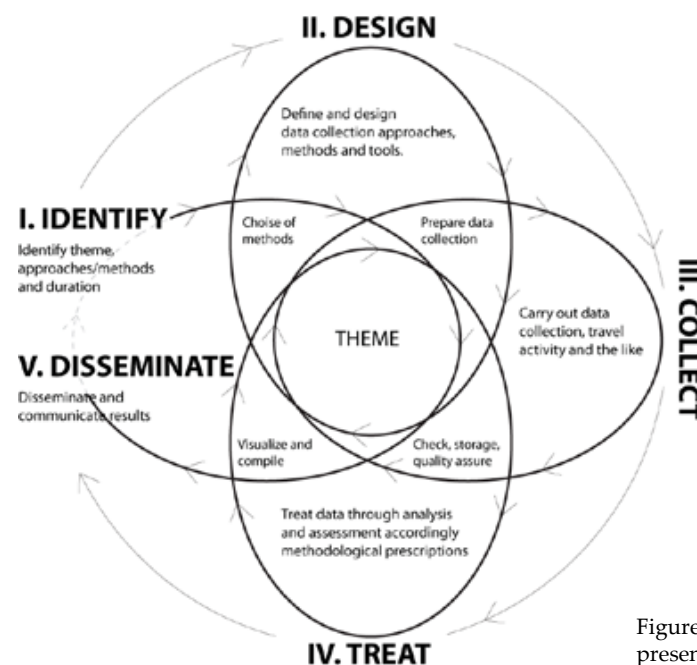 II. DESIGN
Define and design
data collection approaches,
methods and tools.
I. IDENTIFY
Identify theme,
approaches/methods
and duration
Choise of
methods
Prepare data
collection
III. COLLECT
Carry out data
collection, travel
activity and the like
THEME
V. DISSEMINATE
Disseminate and
communicate results
Visualize and
compile
Check, storage,
quality assure
Treat data through analysis
and assessment accordingly
methodological prescriptions
IV. TREAT
Figure
presen